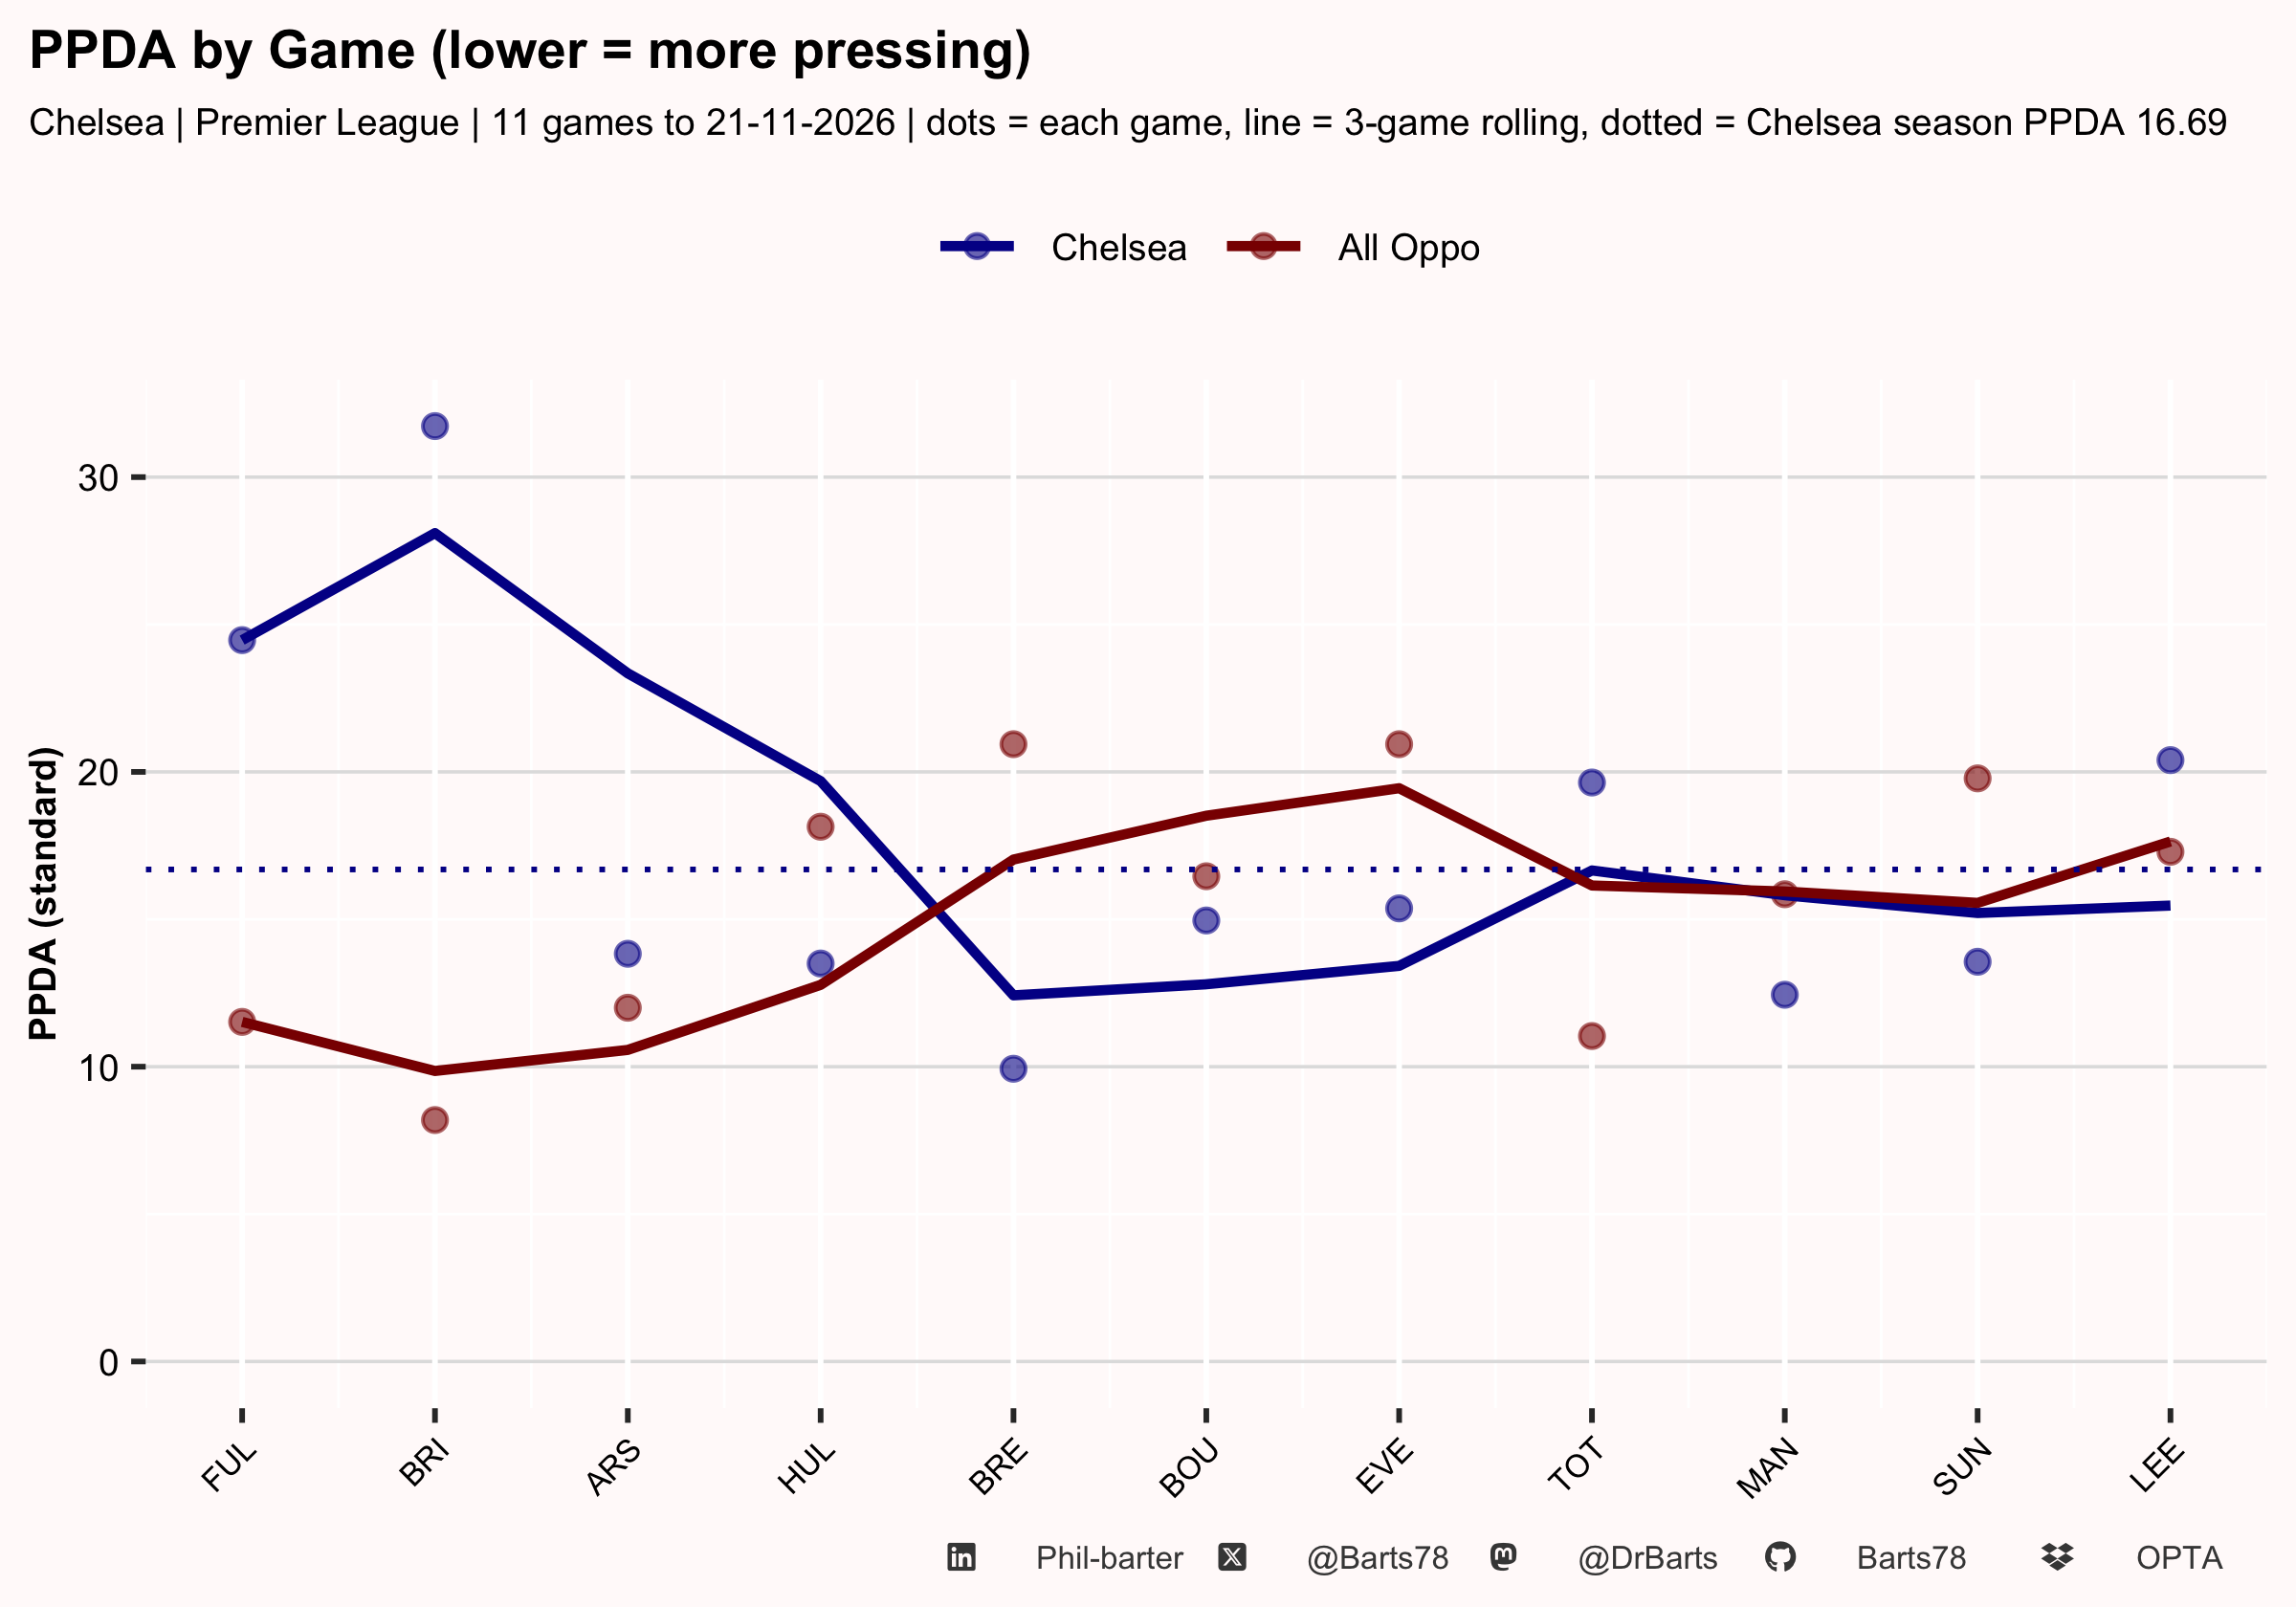 PPDA by Game (lower = more pressing)
Chelsea | Premier League | 11 games to 21-11-2026 | dots = each game, line = 3-game rolling, dotted = Chelsea season PPDA 16.69
Chelsea All Oppo
PPDA (standard)
30
20
10
0
FUL BRI ARS HUL BRE BOU EVE TOT MAN SUN LEE
Phil-barter @Barts78 @DrBarts Barts78 OPTA